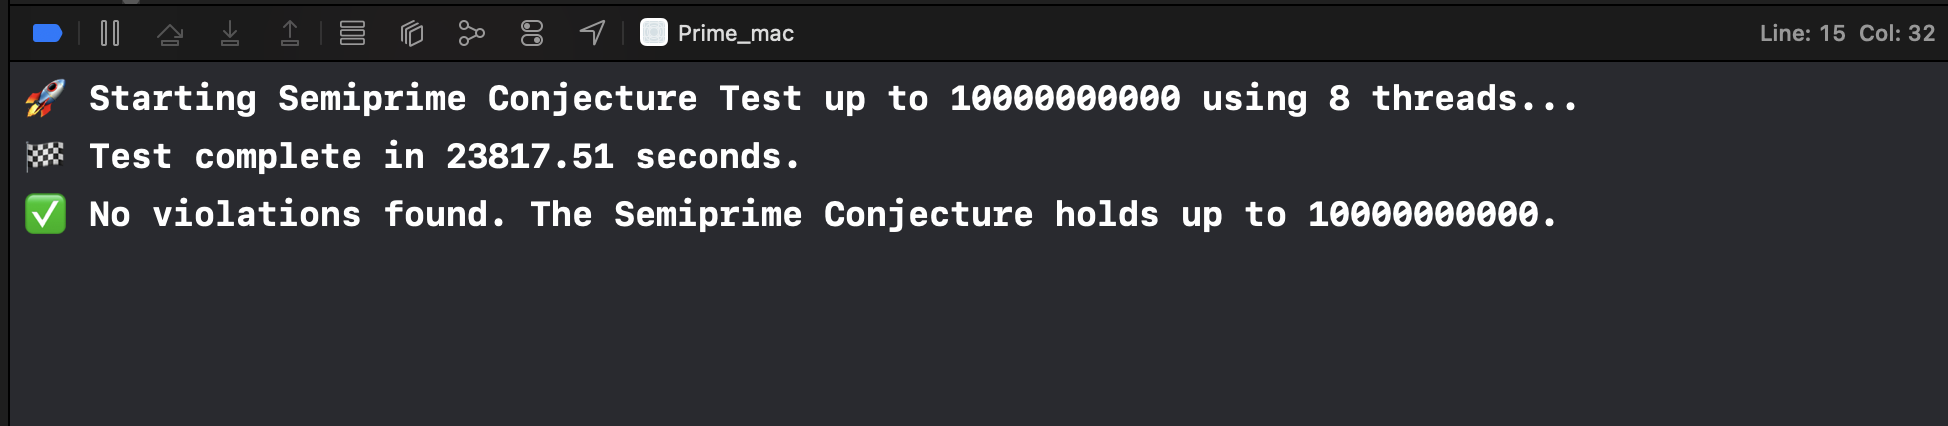 Prime_mac
Line: 15 Col: 32
🚀 Starting Semiprime Conjecture Test up to 10000000000 using 8 threads...
🏁 Test complete in 23817.51 seconds.
✅ No violations found. The Semiprime Conjecture holds up to 10000000000.